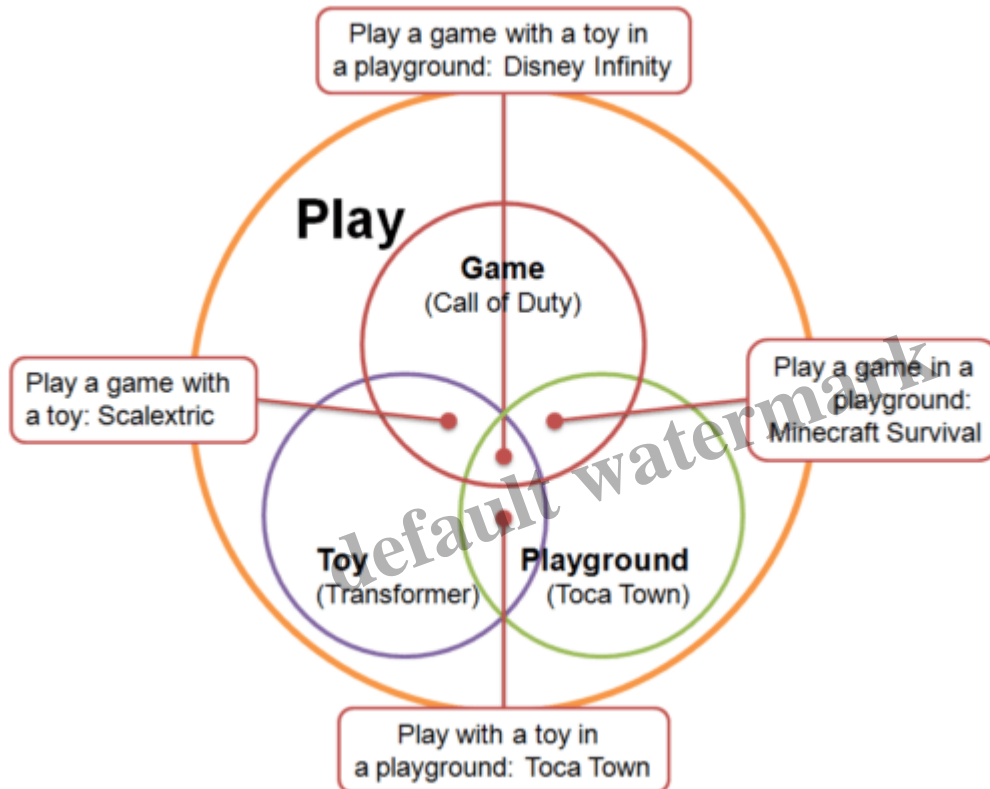 Play a game with a toy in
a playground: Disney Infinity
Play
Game
(Call of Duty)
Play a game with
a toy: Scalextric
Play a game in a
playground:
Minecraft Survival
default watermark
Toy
(Transformer)
Playground
(Toca Town)
Play with a toy in
a playground: Toca Town